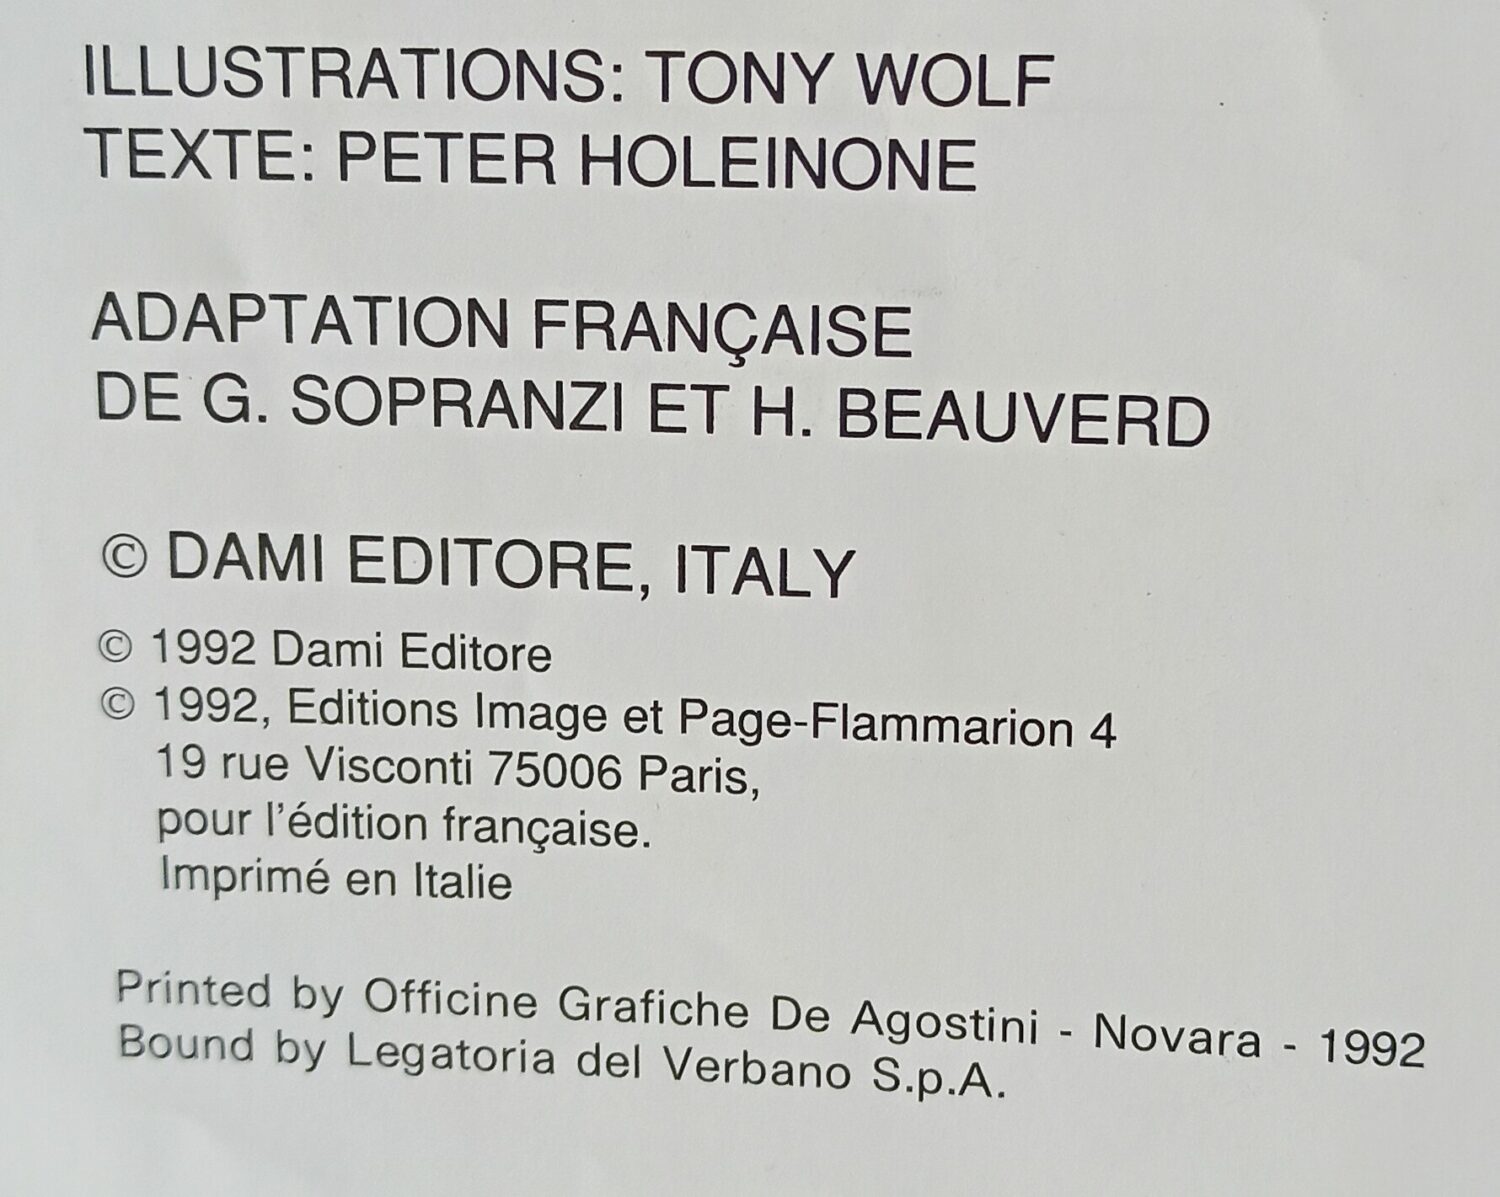 ILLUSTRATIONS: TONY WOLF
TEXTE: PETER HOLEINONE
ADAPTATION FRANÇAISE
DE G. SOPRANZI ET H. BEAUVERD
© DAMI EDITORE, ITALY
© 1992 Dami Editore
© 1992, Editions Image et Page-Flammarion 4
19 rue Visconti 75006 Paris,
pour l'édition française.
Imprimé en Italie
Printed by Officine Grafiche De Agostini - Novara - 1992
Bound by Legatoria del Verbano S.p.A.